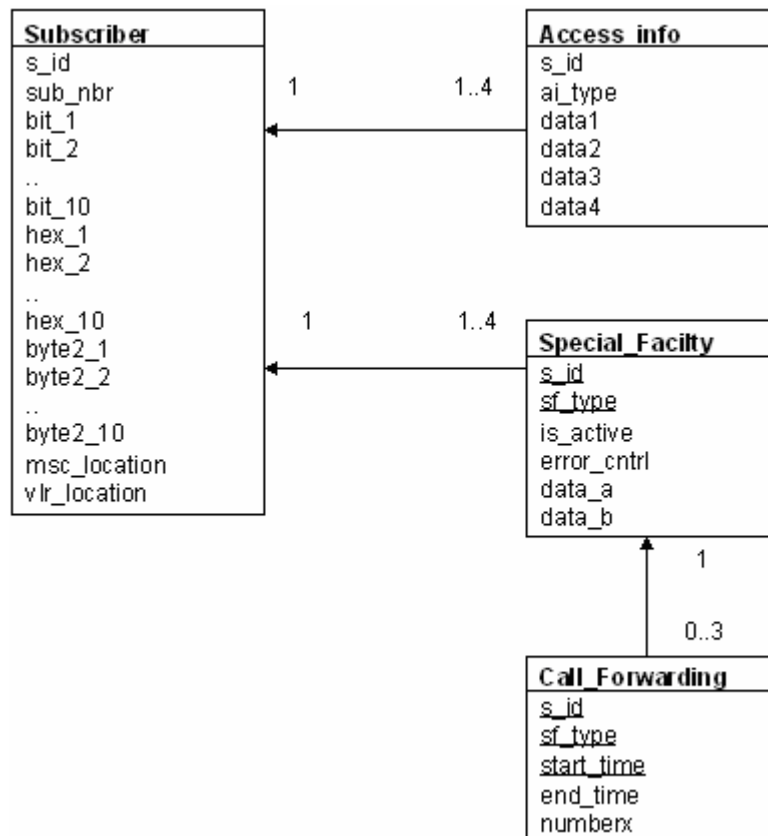 Subscriber
s_id
sub_nbr
bit_1
bit_2
..
bit_10
hex_1
hex_2
..
hex_10
byte2_1
byte2_2
..
byte2_10
msc_location
vlr_location
1
1..4
Access_info
s_id
ai_type
data1
data2
data3
data4
1
1..4
Special_Facilty
s_id
sf_type
is_active
error_cntrl
data_a
data_b
1
0..3
Call_Forwarding
s_id
sf_type
start_time
end_time
numberx